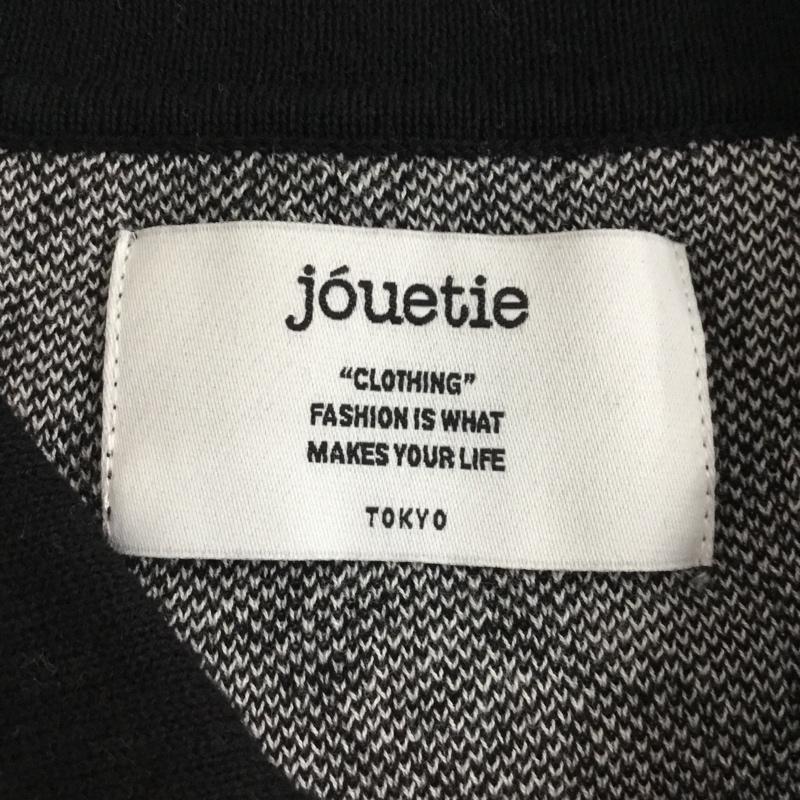 jóuetie
“CLOTHING”
FASHION IS WHAT
MAKES YOUR LIFE
TOKYO